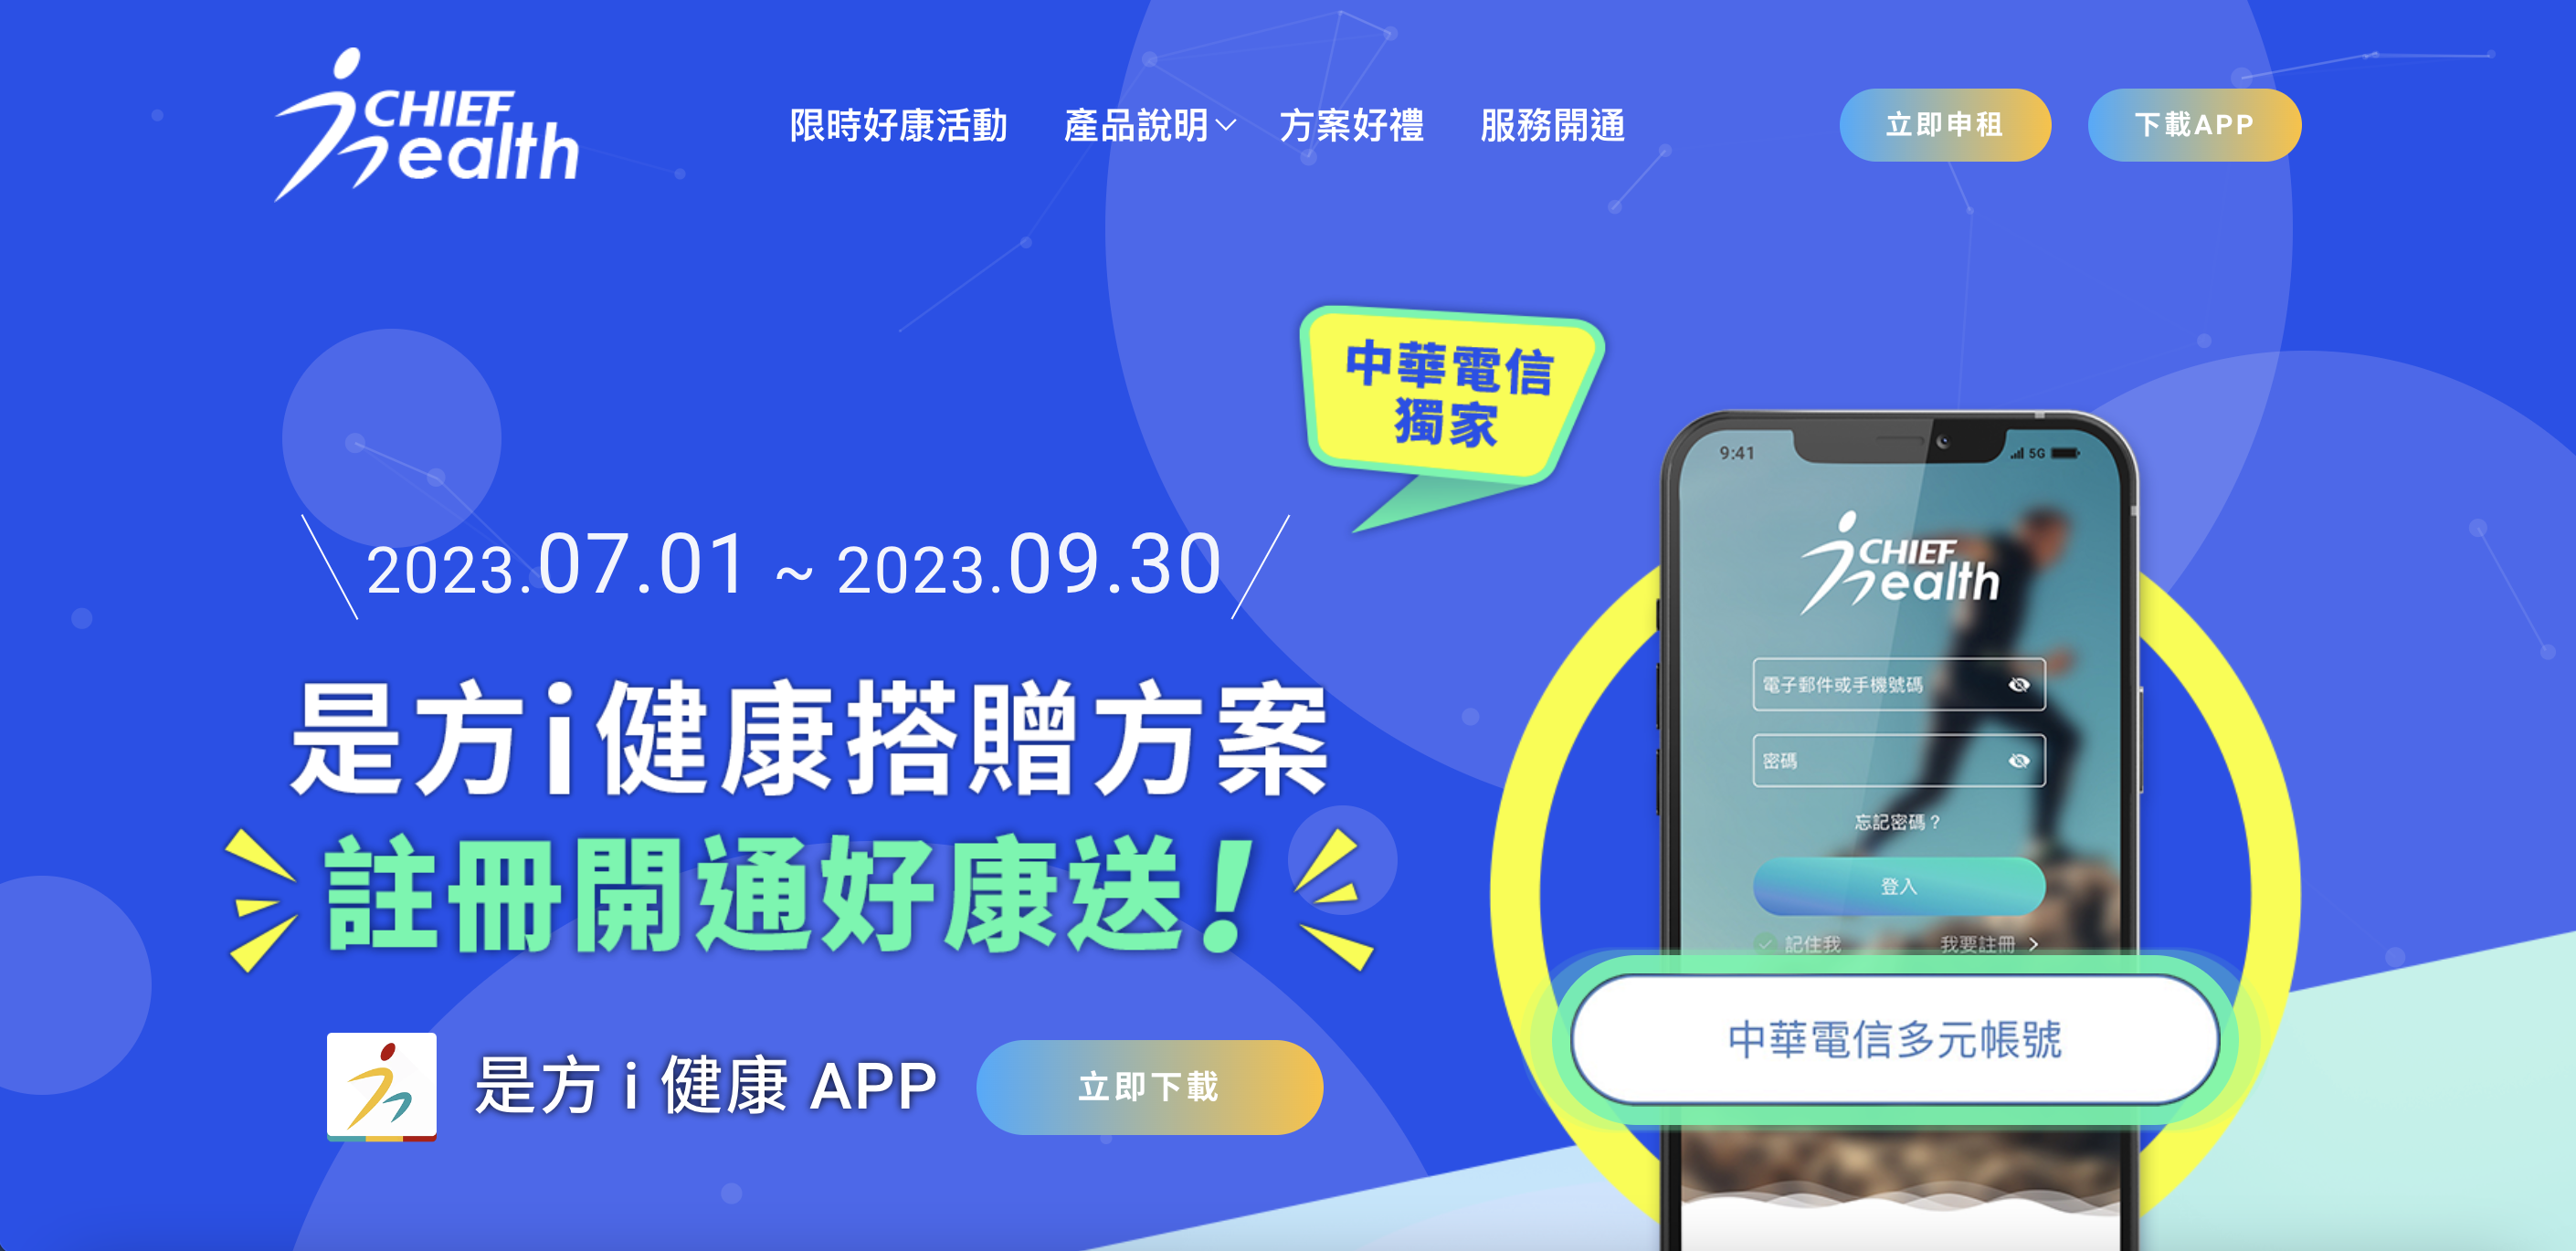 CHIEF
ealth
限時好康活動 產品說明 方案好禮 服務開通 立即申租 下載APP
中華電信
獨家
2023.07.01 ~ 2023.09.30
是方i健康搭贈方案
註冊開通好康送!
是方 i 健康 APP 立即下載
9:41 5G
CHIEF
ealth
電子郵件或手機號碼
密碼
忘記密碼？
登入
記住我 我要註冊
中華電信多元帳號